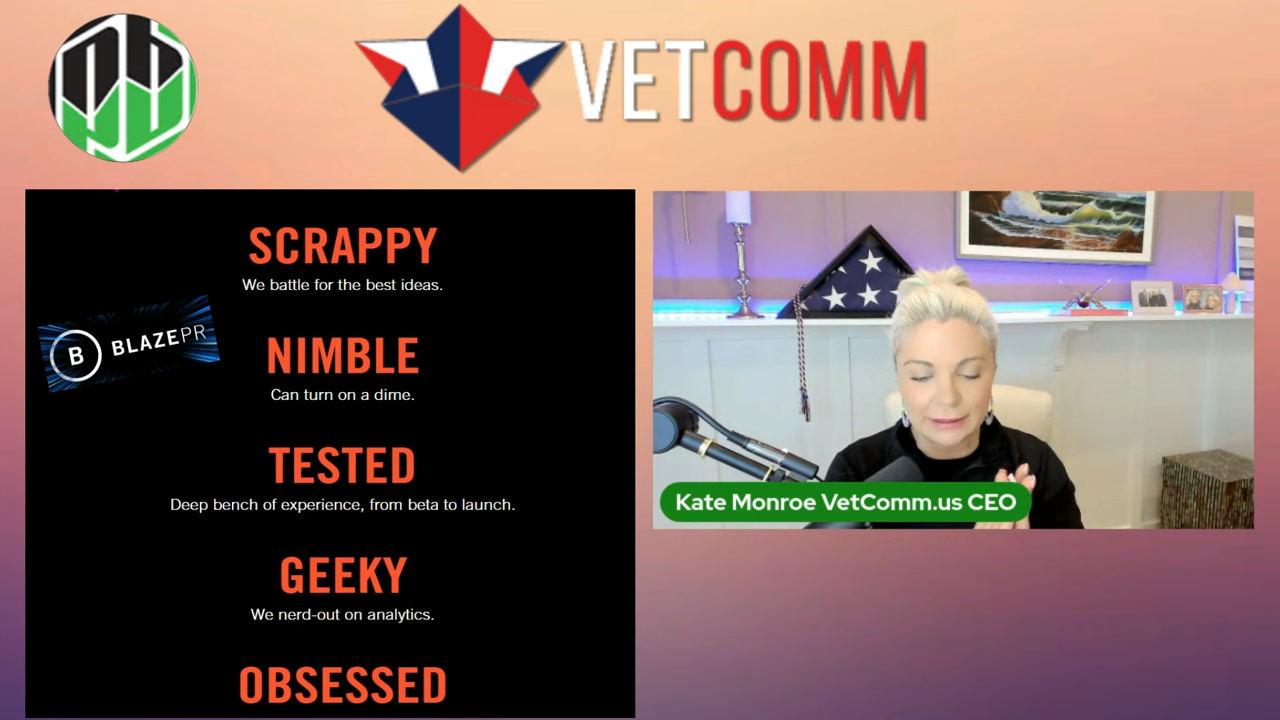 VETCOMM
SCRAPPY
We battle for the best ideas.
B BLAZEPR
NIMBLE
Can turn on a dime.
TESTED
Deep bench of experience, from beta to launch.
GEEKY
We nerd-out on analytics.
OBSESSED
Kate Monroe VetComm.us CEO